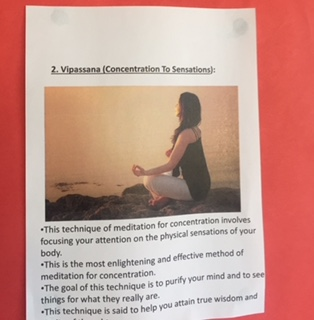 2. Vipassana (Concentration To Sensations):
•This technique of meditation for concentration involves
focusing your attention on the physical sensations of your
body.
•This is the most enlightening and effective method of
meditation for concentration.
•The goal of this technique is to purify your mind and to see
things for what they really are.
•This technique is said to help you attain true wisdom and